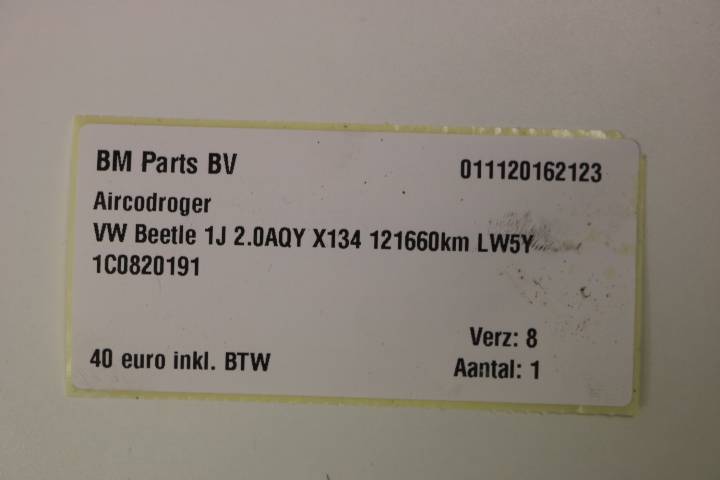 BM Parts BV 011120162123
Aircodroger
VW Beetle 1J 2.0AQY X134 121660km LW5Y
1C0820191
Verz: 8
40 euro inkl. BTW Aantal: 1